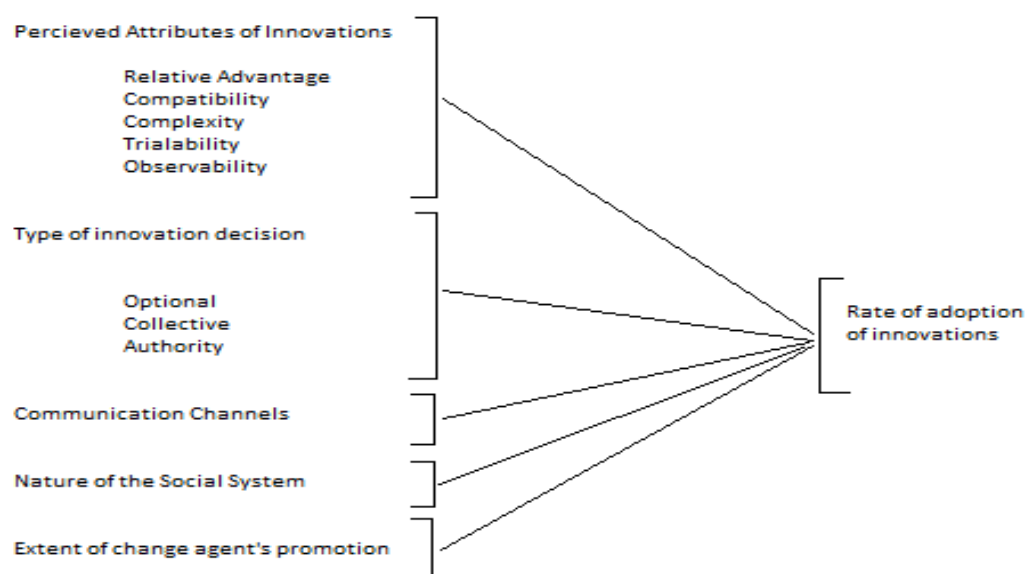 Percieved Attributes of Innovations
Relative Advantage
Compatibility
Complexity
Trialability
Observability
Type of innovation decision
Optional
Collective
Authority
Communication Channels
Nature of the Social System
Extent of change agent's promotion
Rate of adoption
of innovations